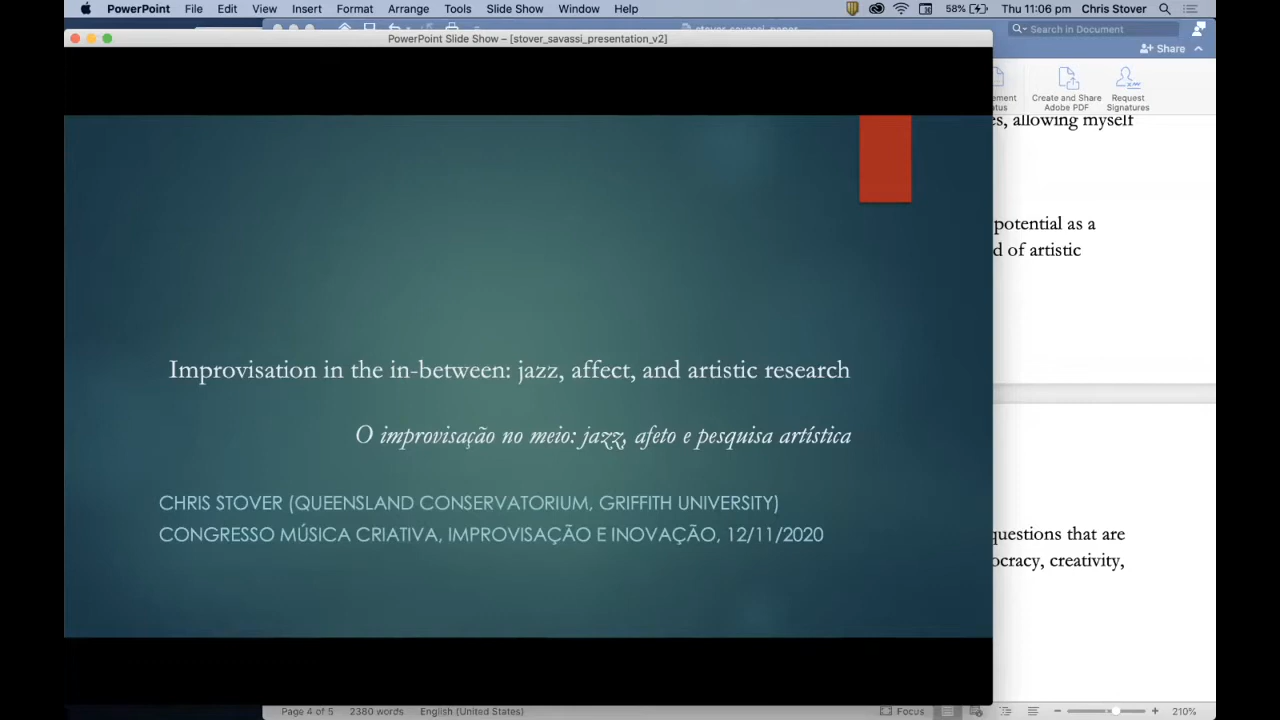 PowerPoint File Edit View Insert Format Arrange Tools Slide Show Window Help 58% Thu 11:06 pm Chris Stover
PowerPoint Slide Show – [stover_savassi_presentation_v2]
Search in Document
Share
Create and Share
Adobe PDF
Request
Signatures
allowing myself
potential as a
of artistic
Improvisation in the in-between: jazz, affect, and artistic research
O improvisação no meio: jazz, afeto e pesquisa artística
CHRIS STOVER (QUEENSLAND CONSERVATORIUM, GRIFFITH UNIVERSITY)
CONGRESSO MÚSICA CRIATIVA, IMPROVISAÇÃO E INOVAÇÃO, 12/11/2020
questions that are
creativity,
Page 4 of 5 2380 words English (United States) Focus 210%